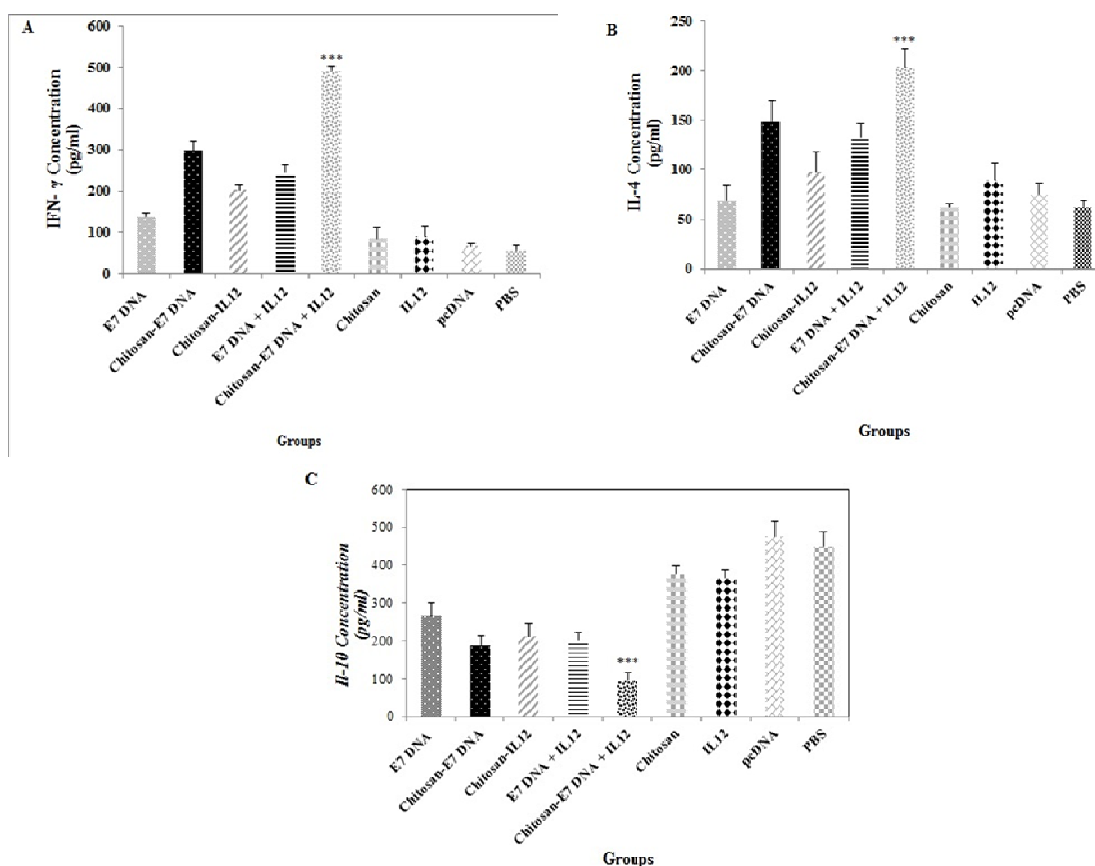 A
600
500
400
300
200
100
0
IFN- γ Concentration
(pg/ml)
***
E7 DNA
Chitosan-E7 DNA
Chitosan-IL12
E7 DNA + IL12
Chitosan-E7 DNA + IL12
Chitosan
IL12
pcDNA
PBS
Groups
B
250
200
150
100
50
0
IL-4 Concentration
(pg/ml)
***
E7 DNA
Chitosan-E7 DNA
Chitosan-IL12
E7 DNA + IL12
Chitosan-E7 DNA + IL12
Chitosan
IL12
pcDNA
PBS
Groups
C
600
500
400
300
200
100
0
Il-10 Concentration
(pg/ml)
***
E7 DNA
Chitosan-E7 DNA
Chitosan-IL12
E7 DNA + IL12
Chitosan-E7 DNA + IL12
Chitosan
IL12
pcDNA
PBS
Groups